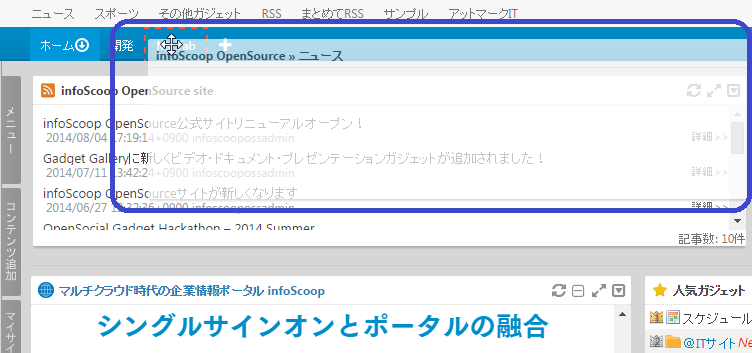 ニュース スポーツ その他ガジェット RSS まとめてRSS サンプル アットマークIT
ホーム 開発
infoScoop OpenSource » ニュース
infoScoop OpenSource site
infoScoop OpenSource公式サイトリニューアルオープン！
2014/08/04 17:19:14+0900 infoscoopossadmin 詳細>>
Gadget Galleryに新しくビデオ・ドキュメント・プレゼンテーションガジェットが追加されました！
2014/07/11 13:42:24+0900 infoscoopossadmin 詳細>>
infoScoop OpenSourceサイトが新しくなります
2014/06/27 12:32:36+0900 infoscoopossadmin 詳細>>
OpenSocial Gadget Hackathon – 2014 Summer
記事数: 10件
メニュー
コンテンツ追加
マイサイ
マルチクラウド時代の企業情報ポータル infoScoop
シングルサインオンとポータルの融合
人気ガジェット
スケジュール
@ITサイト Ne